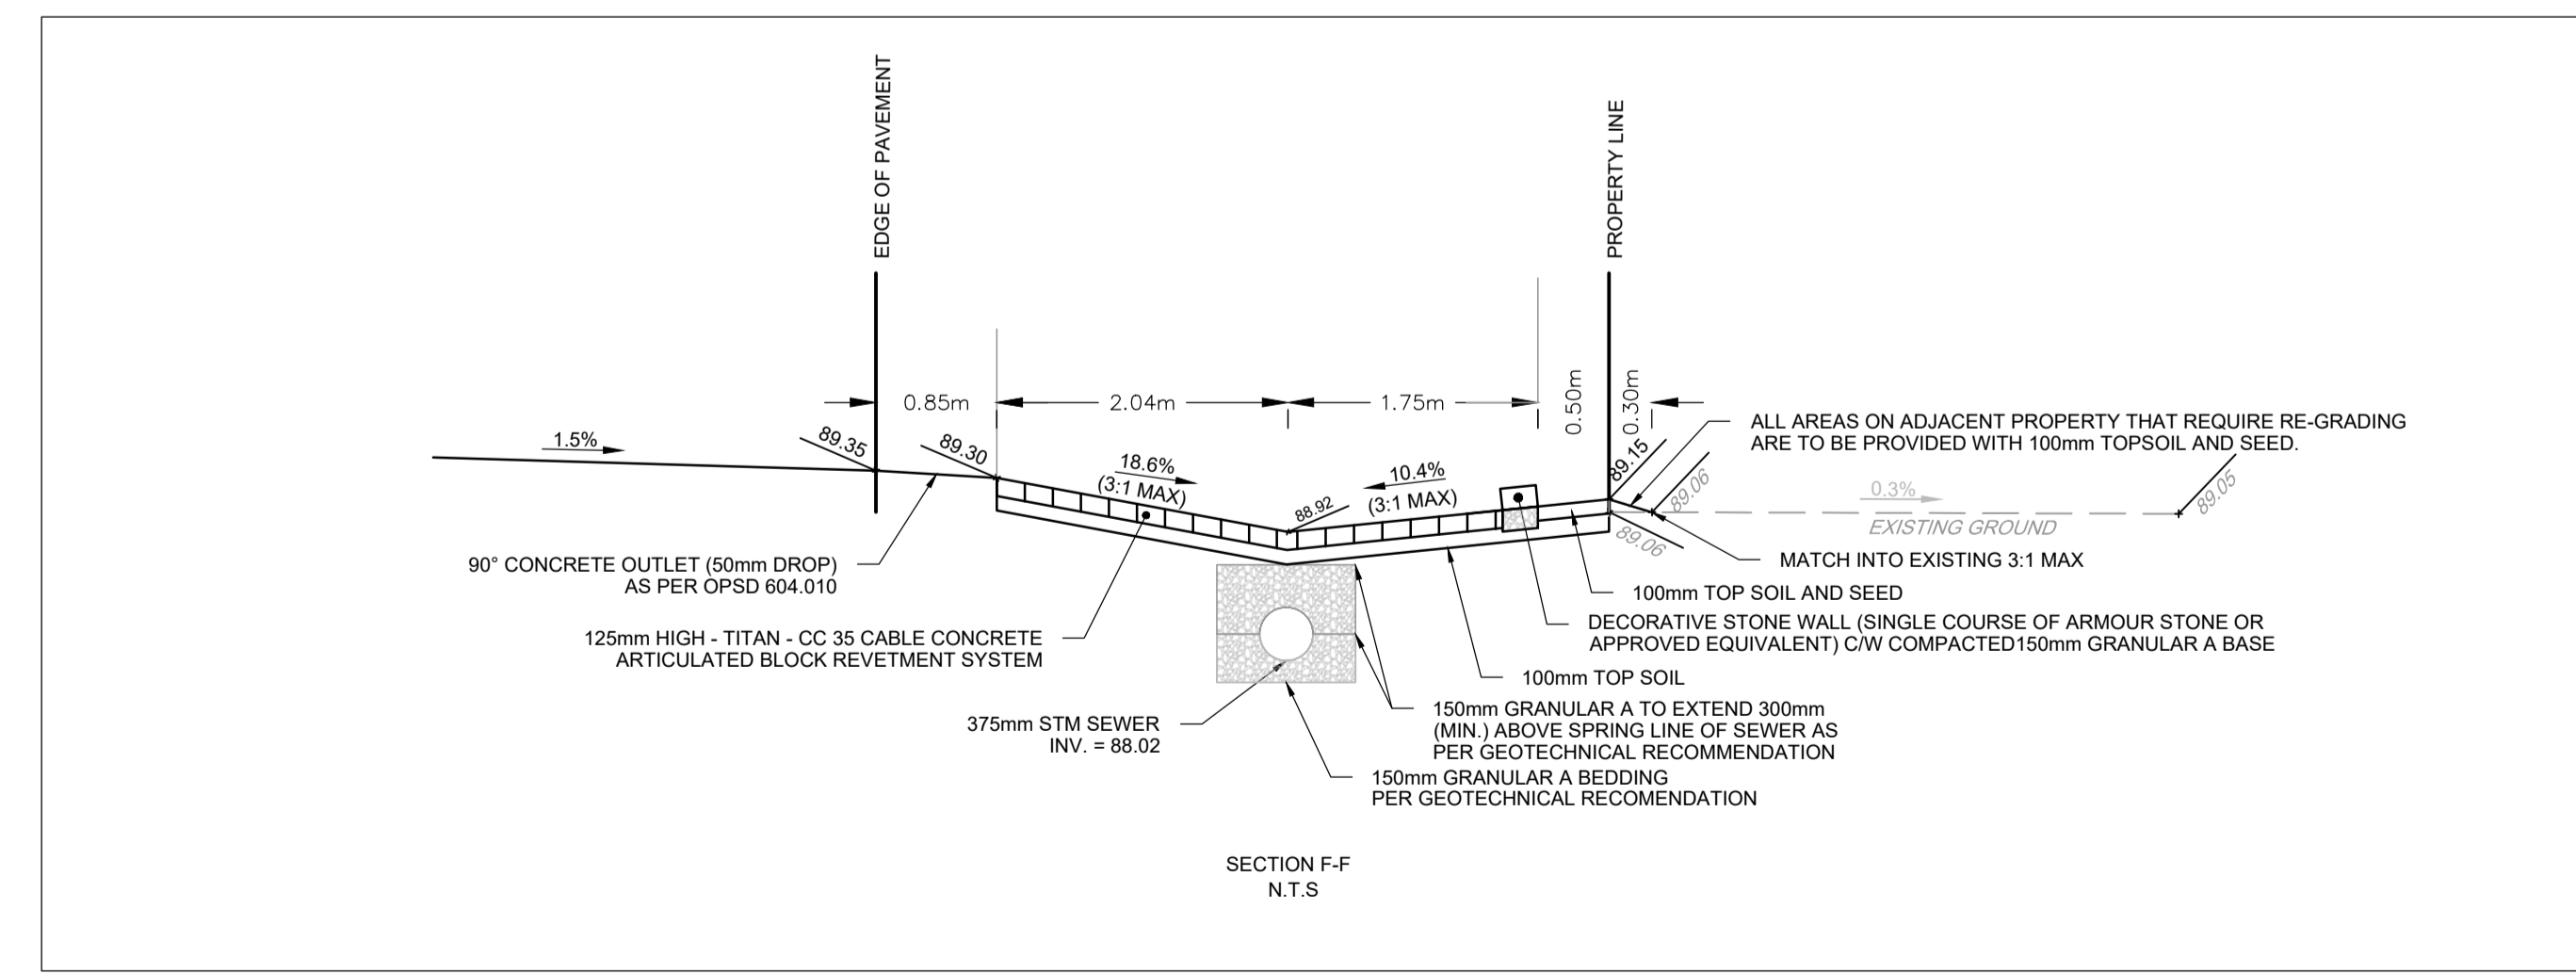 EDGE OF PAVEMENT
PROPERTY LINE
0.85m
2.04m
1.75m
0.50m
0.30m
1.5%
89.35
89.30
18.6%
(3:1 MAX)
88.92
10.4%
(3:1 MAX)
89.15
89.06
89.06
0.3%
EXISTING GROUND
89.05
ALL AREAS ON ADJACENT PROPERTY THAT REQUIRE RE-GRADING
ARE TO BE PROVIDED WITH 100mm TOPSOIL AND SEED.
MATCH INTO EXISTING 3:1 MAX
100mm TOP SOIL AND SEED
DECORATIVE STONE WALL (SINGLE COURSE OF ARMOUR STONE OR
APPROVED EQUIVALENT) C/W COMPACTED150mm GRANULAR A BASE
100mm TOP SOIL
150mm GRANULAR A TO EXTEND 300mm
(MIN.) ABOVE SPRING LINE OF SEWER AS
PER GEOTECHNICAL RECOMMENDATION
150mm GRANULAR A BEDDING
PER GEOTECHNICAL RECOMENDATION
90° CONCRETE OUTLET (50mm DROP)
AS PER OPSD 604.010
125mm HIGH - TITAN - CC 35 CABLE CONCRETE
ARTICULATED BLOCK REVETMENT SYSTEM
375mm STM SEWER
INV. = 88.02
SECTION F-F
N.T.S